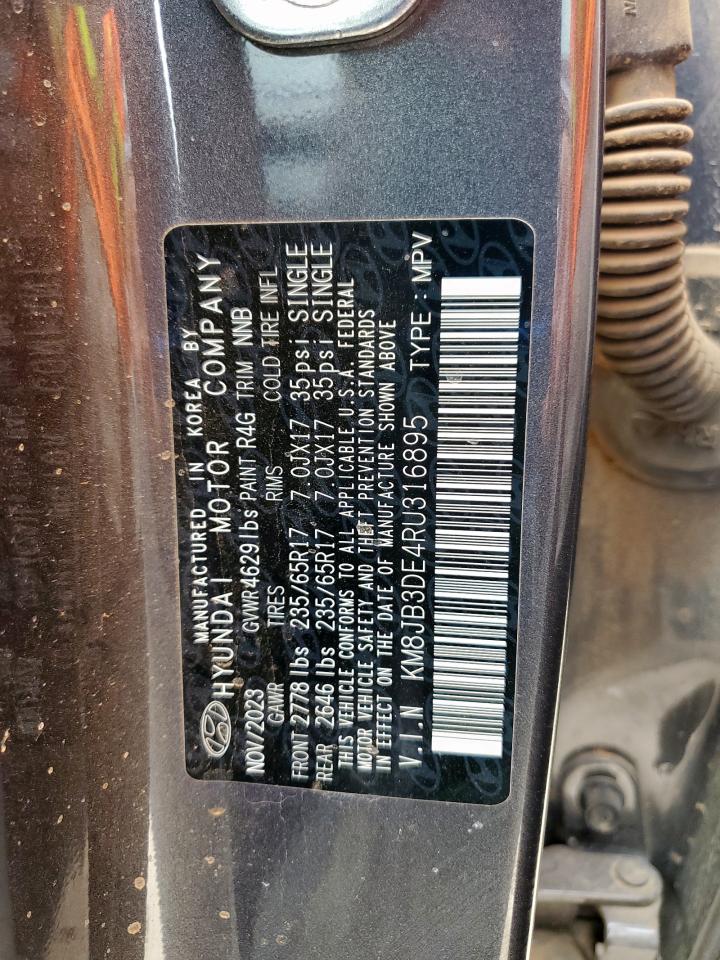 MANUFACTURED IN KOREA BY
HYUNDAI MOTOR COMPANY
NOV/2023 GVWR 4629lbs PAINT R4G TRIM NNB
GAWR TIRES RIMS COLD TIRE INFL
FRONT 2778 lbs 235/65R17 7.0JX17 35psi SINGLE
REAR 2646 lbs 235/65R17 7.0JX17 35psi SINGLE
THIS VEHICLE CONFORMS TO ALL APPLICABLE U.S.A. FEDERAL
MOTOR VEHICLE SAFETY AND THEFT PREVENTION STANDARDS
IN EFFECT ON THE DATE OF MANUFACTURE SHOWN ABOVE
V.I.N KM8JB3DE4RU316895 TYPE : MPV